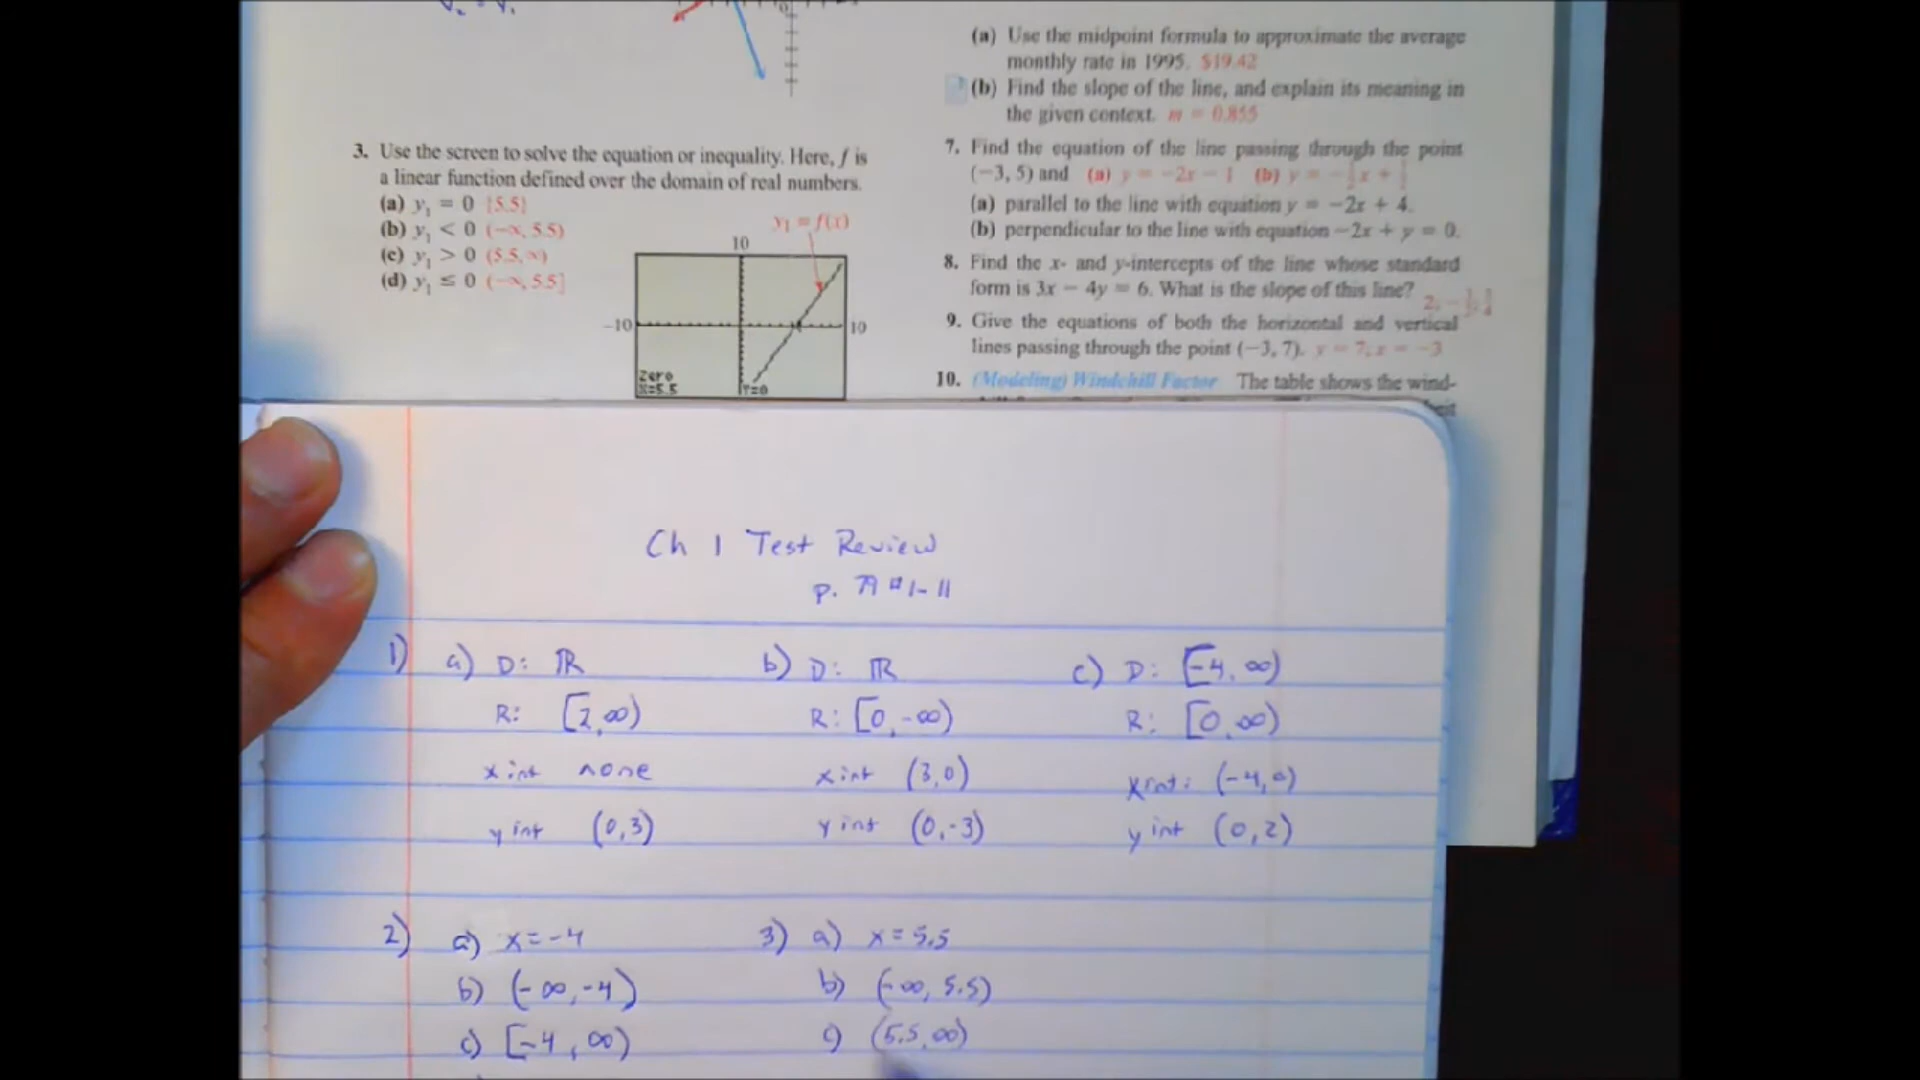 (a) Use the midpoint formula to approximate the average
monthly rate in 1995. $19.42
(b) Find the slope of the line, and explain its meaning in
the given context. m = 0.855
3. Use the screen to solve the equation or inequality. Here, f is
a linear function defined over the domain of real numbers.
(a) y₁ = 0 {5.5}
(b) y₁ < 0 (−∞, 5.5)
(c) y₁ > 0 (5.5, ∞)
(d) y₁ ≤ 0 (−∞, 5.5]
y₁ = f(x)
10
−10
10
Zero
X=5.5 Y=0
7. Find the equation of the line passing through the point
(−3, 5) and (a) y = −2x − 1 (b) y =
(a) parallel to the line with equation y = −2x + 4.
(b) perpendicular to the line with equation −2x + y = 0.
8. Find the x- and y-intercepts of the line whose standard
form is 3x − 4y = 6. What is the slope of this line?
9. Give the equations of both the horizontal and vertical
lines passing through the point (−3, 7). y = 7; x = −3
10. (Modeling) Windchill Factor The table shows the wind-
Ch 1 Test Review
p. 79 # 1-11
1) a) D: ℝ b) D: ℝ c) D: [-4, ∞)
R: [2, ∞) R: [0, -∞) R: [0, ∞)
x int none x int (3,0) x int: (-4,0)
y int (0,3) y int (0,-3) y int (0,2)
2) a) x=-4 3) a) x=5.5
b) (-∞, -4) b) (-∞, 5.5)
c) [-4, ∞) c) (5.5, ∞)